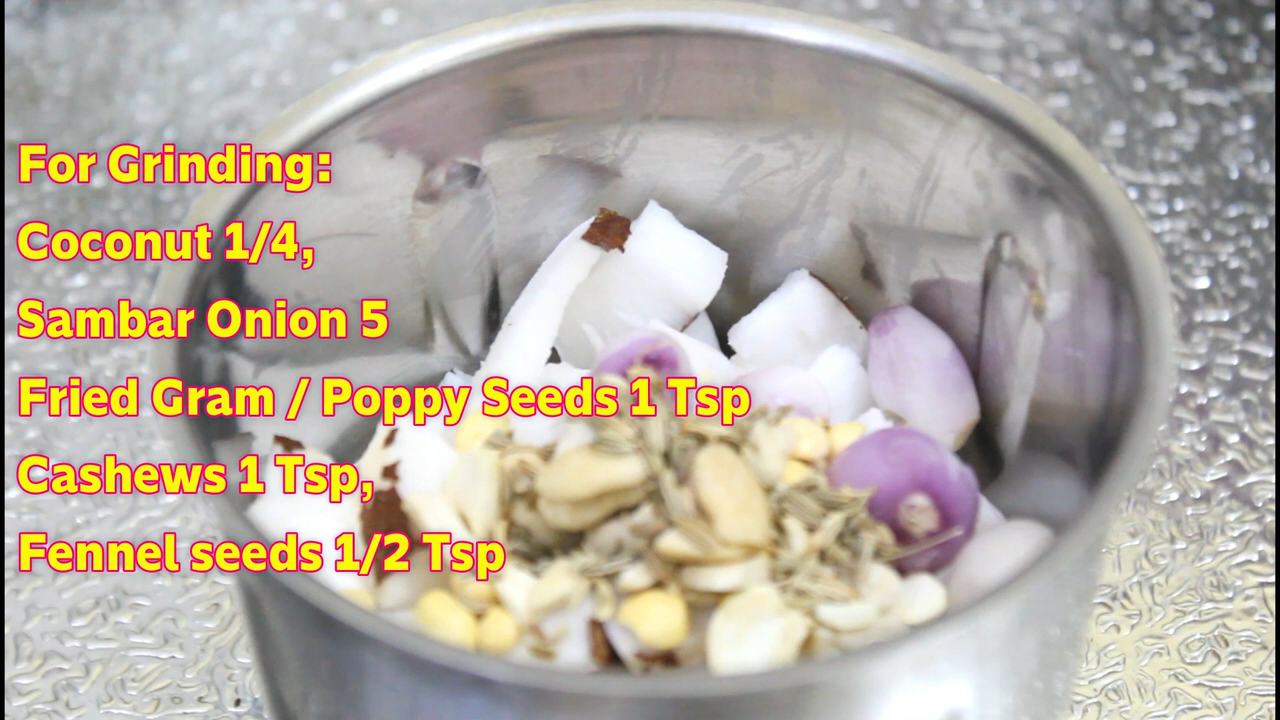 For Grinding:
Coconut 1/4,
Sambar Onion 5
Fried Gram / Poppy Seeds 1 Tsp
Cashews 1 Tsp,
Fennel seeds 1/2 Tsp